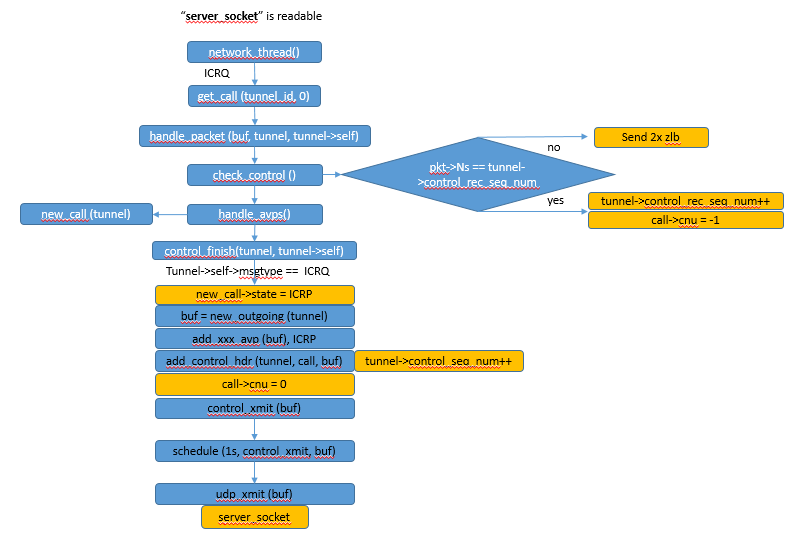 “server_socket” is readable
network_thread()
ICRQ
get_call (tunnel_id, 0)
handle_packet (buf, tunnel, tunnel->self)
no
Send 2x zlb
check_control ()
pkt->Ns == tunnel-
>control_rec_seq_num
yes
tunnel->control_rec_seq_num++
call->cnu = -1
new_call (tunnel)
handle_avps()
control_finish(tunnel, tunnel->self)
Tunnel->self->msgtype == ICRQ
new_call->state = ICRP
buf = new_outgoing (tunnel)
add_xxx_avp (buf), ICRP
add_control_hdr (tunnel, call, buf)
tunnel->control_seq_num++
call->cnu = 0
control_xmit (buf)
schedule (1s, control_xmit, buf)
udp_xmit (buf)
server_socket